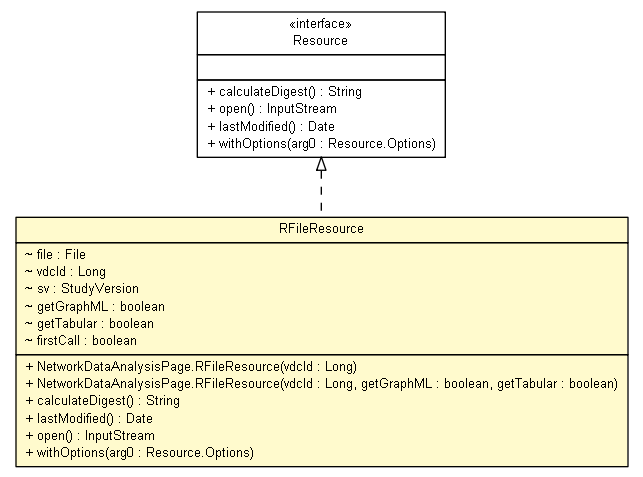 «interface»
Resource
+ calculateDigest() : String
+ open() : InputStream
+ lastModified() : Date
+ withOptions(arg0 : Resource.Options)
RFileResource
~ file : File
~ vdcId : Long
~ sv : StudyVersion
~ getGraphML : boolean
~ getTabular : boolean
~ firstCall : boolean
+ NetworkDataAnalysisPage.RFileResource(vdcId : Long)
+ NetworkDataAnalysisPage.RFileResource(vdcId : Long, getGraphML : boolean, getTabular : boolean)
+ calculateDigest() : String
+ lastModified() : Date
+ open() : InputStream
+ withOptions(arg0 : Resource.Options)